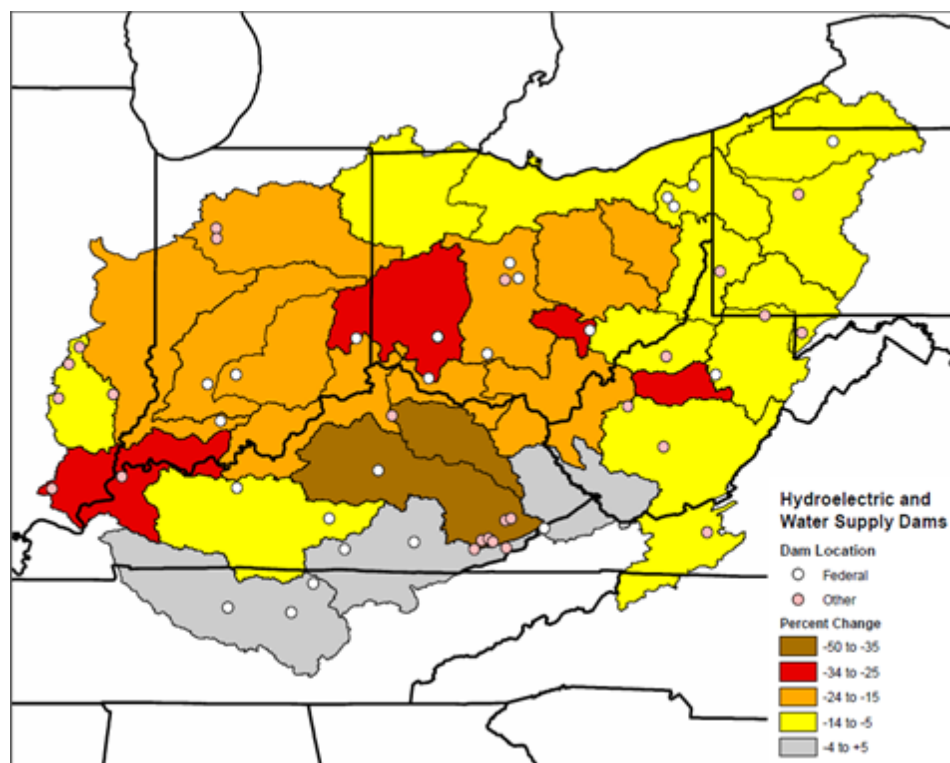 Hydroelectric and
Water Supply Dams
Dam Location
Federal
Other
Percent Change
-50 to -35
-34 to -25
-24 to -15
-14 to -5
-4 to +5